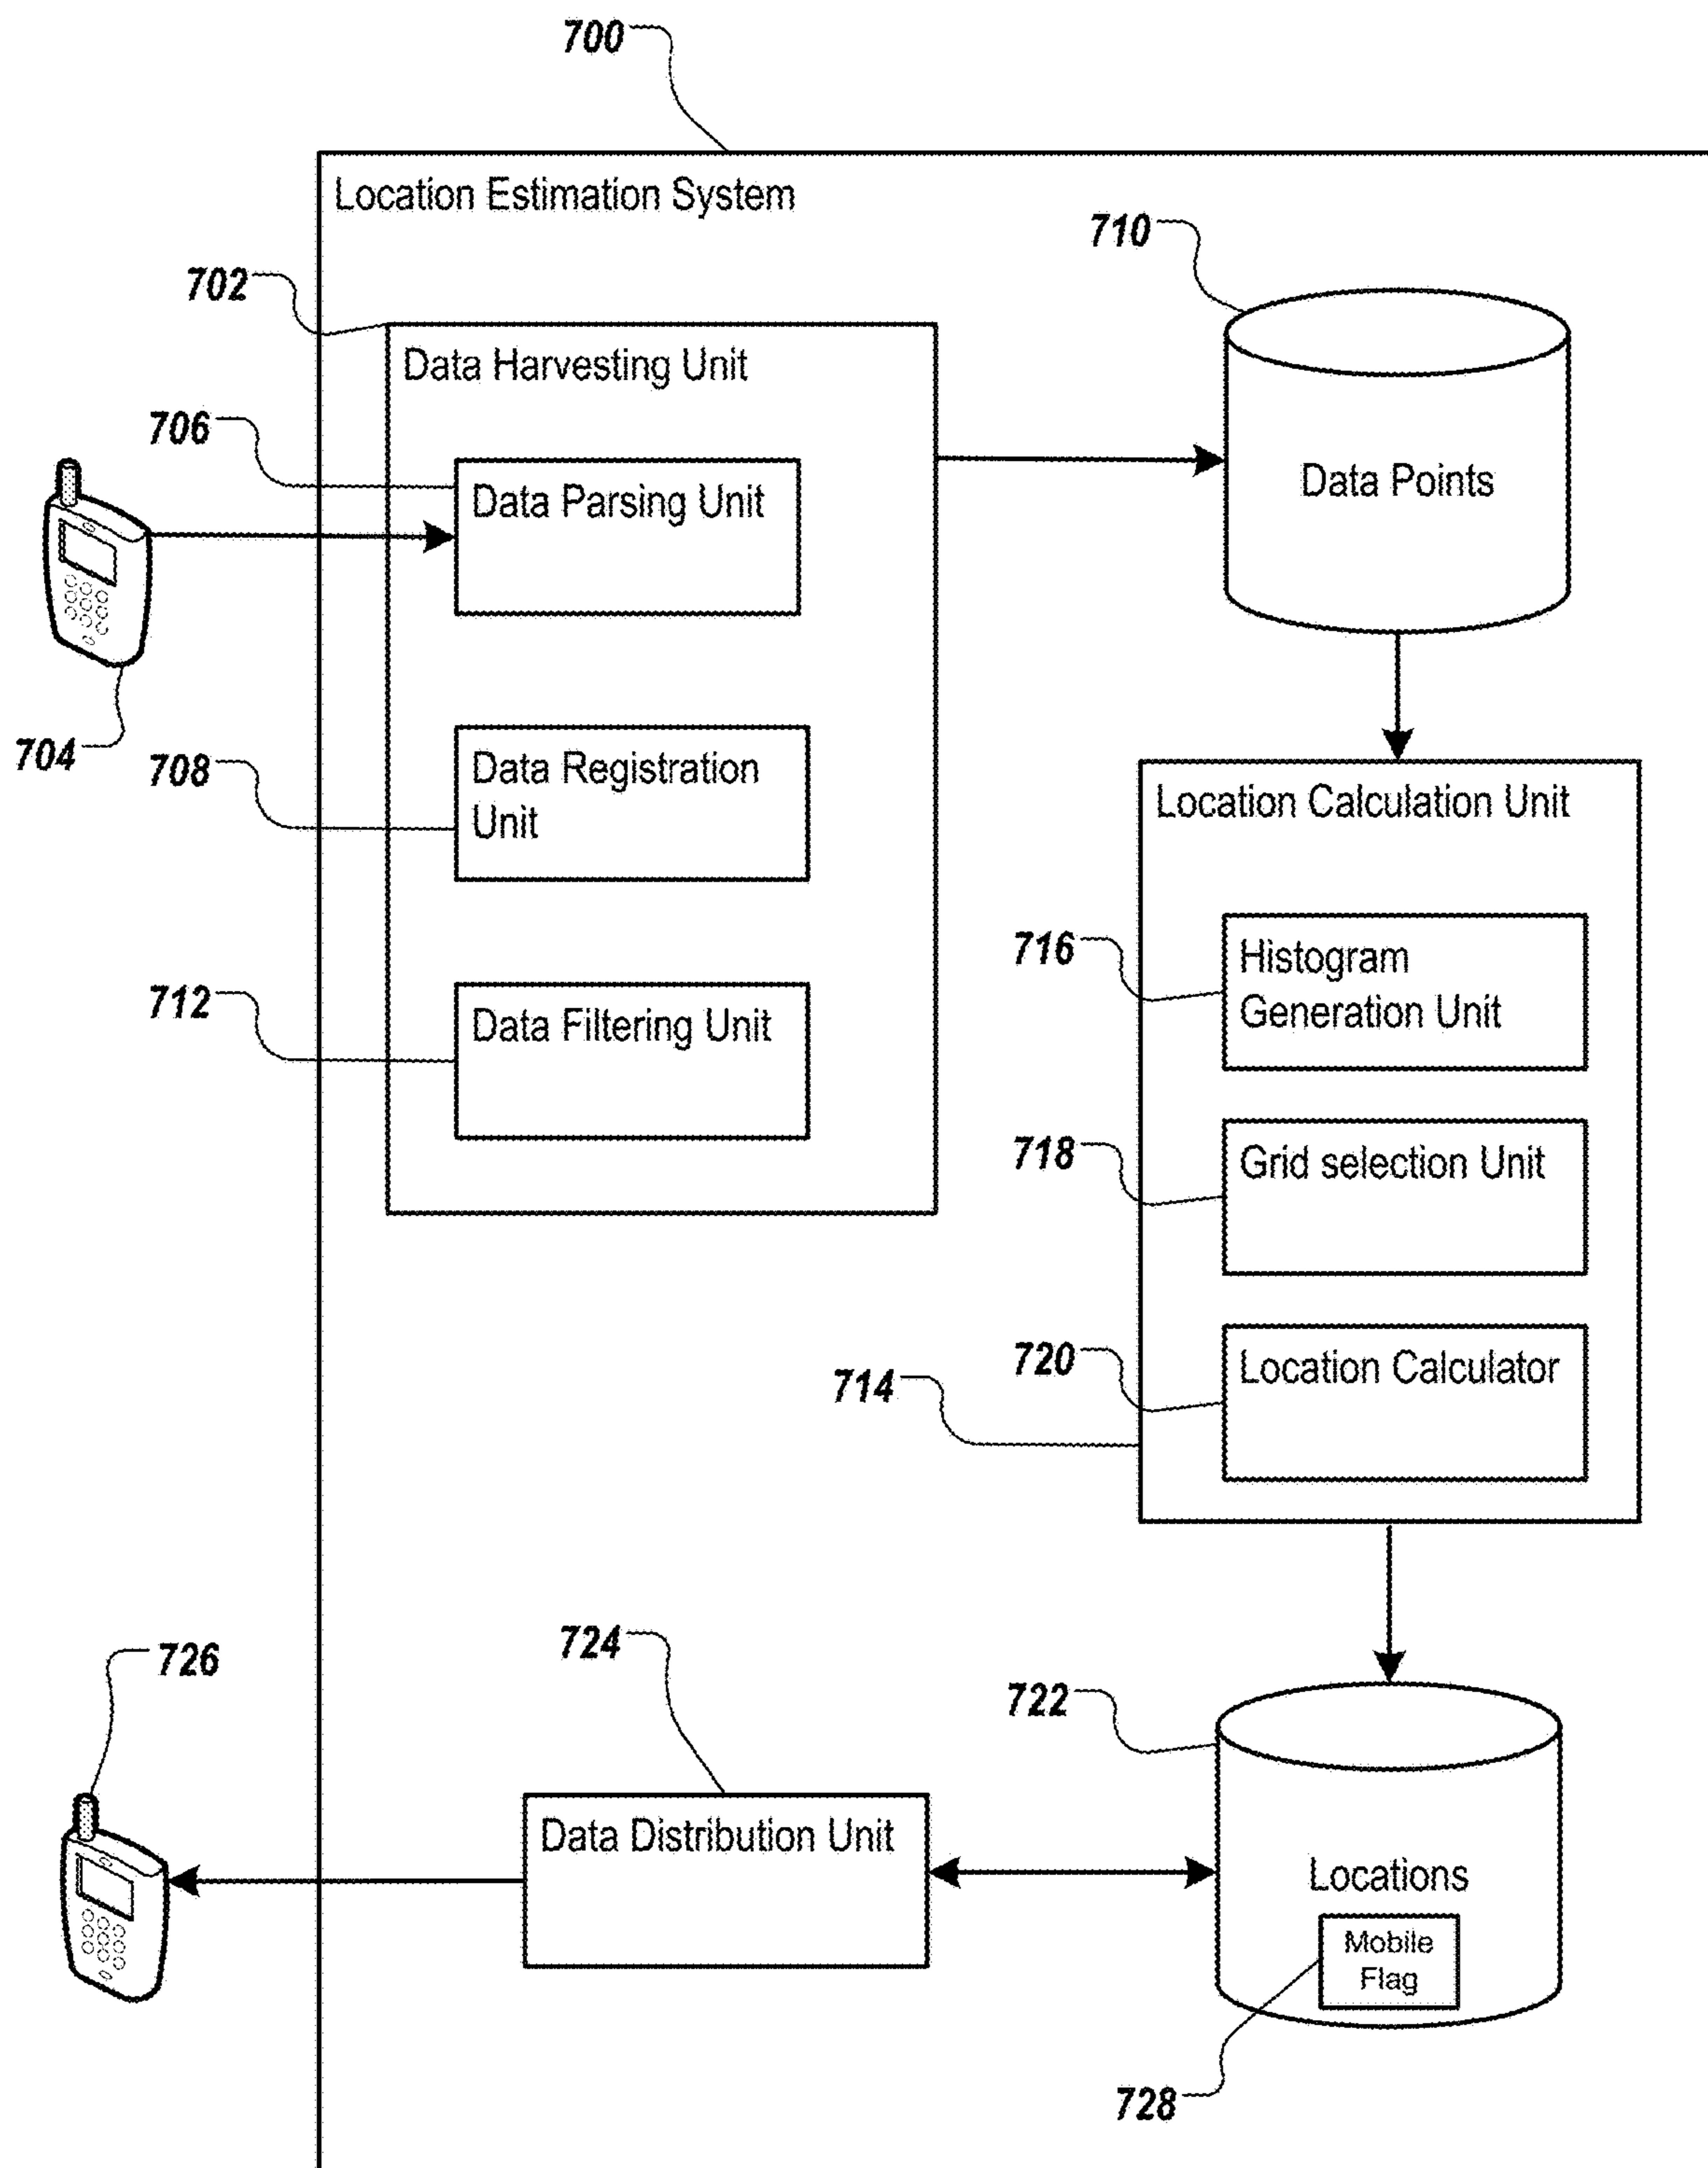 700
Location Estimation System
710
702
Data Harvesting Unit
706
Data Parsing Unit
Data Points
704
708
Data Registration
Unit
Location Calculation Unit
716
Histogram
Generation Unit
712
Data Filtering Unit
718
Grid selection Unit
720
Location Calculator
714
726
724
722
Data Distribution Unit
Locations
Mobile
Flag
728